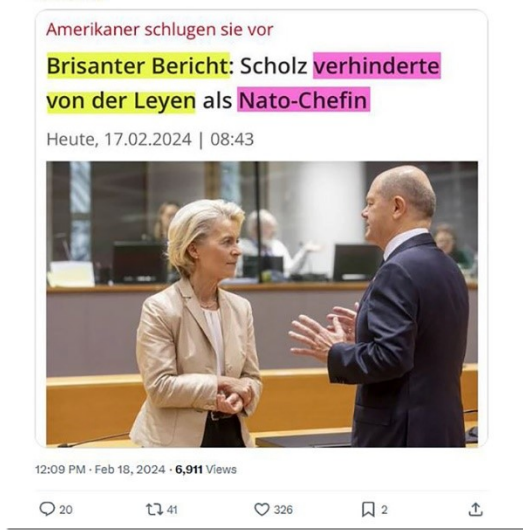 Amerikaner schlugen sie vor
Brisanter Bericht: Scholz verhinderte
von der Leyen als Nato-Chefin
Heute, 17.02.2024 | 08:43
12:09 PM · Feb 18, 2024 · 6,911 Views
20 41 326 2